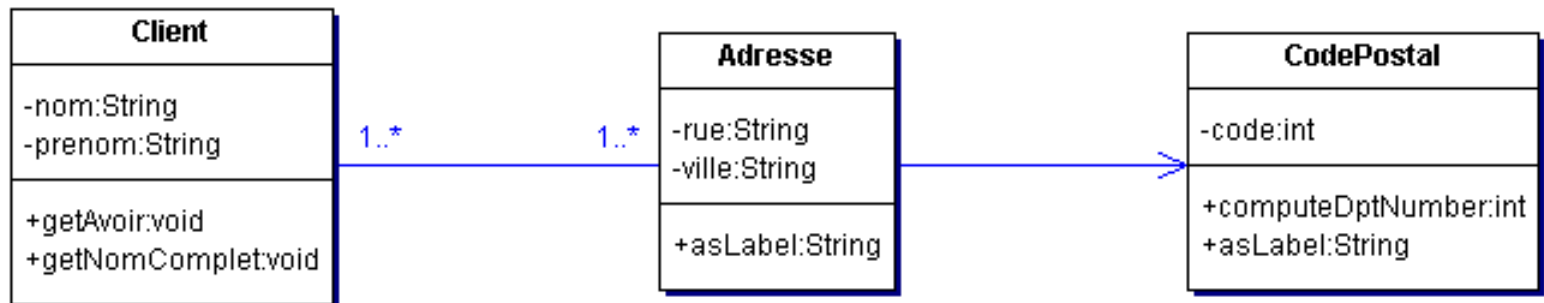 Client
-nom:String
-prenom:String
+getAvoir:void
+getNomComplet:void
1..*
1..*
Adresse
-rue:String
-ville:String
+asLabel:String
CodePostal
-code:int
+computeDptNumber:int
+asLabel:String